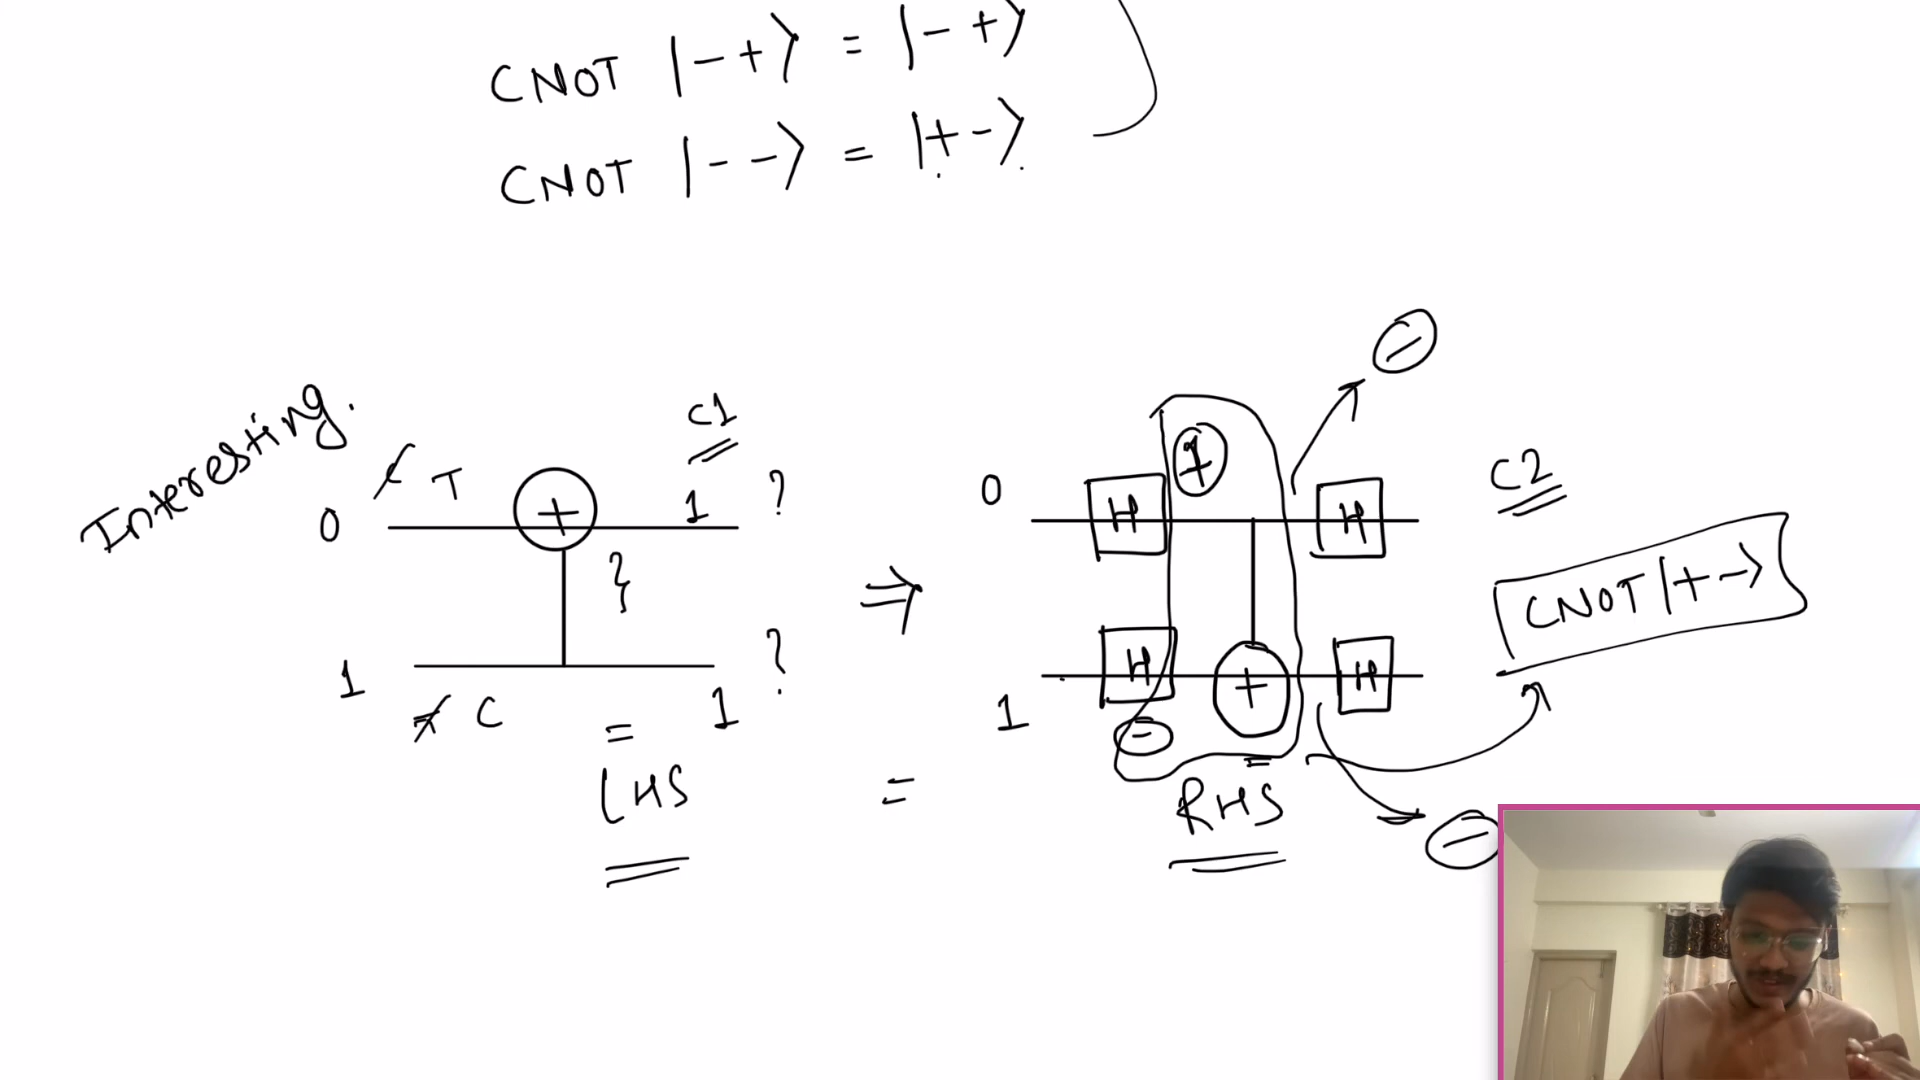 CNOT |-+⟩ = |-+⟩
CNOT |--⟩ = |+-⟩
Interesting.
C1
T
0 + 1 ?
}
1 C 1 ?
=
LHS
⇒
=
-
+
0 H H
C2
CNOT |+-⟩
1 H + H
-
=
RHS
-